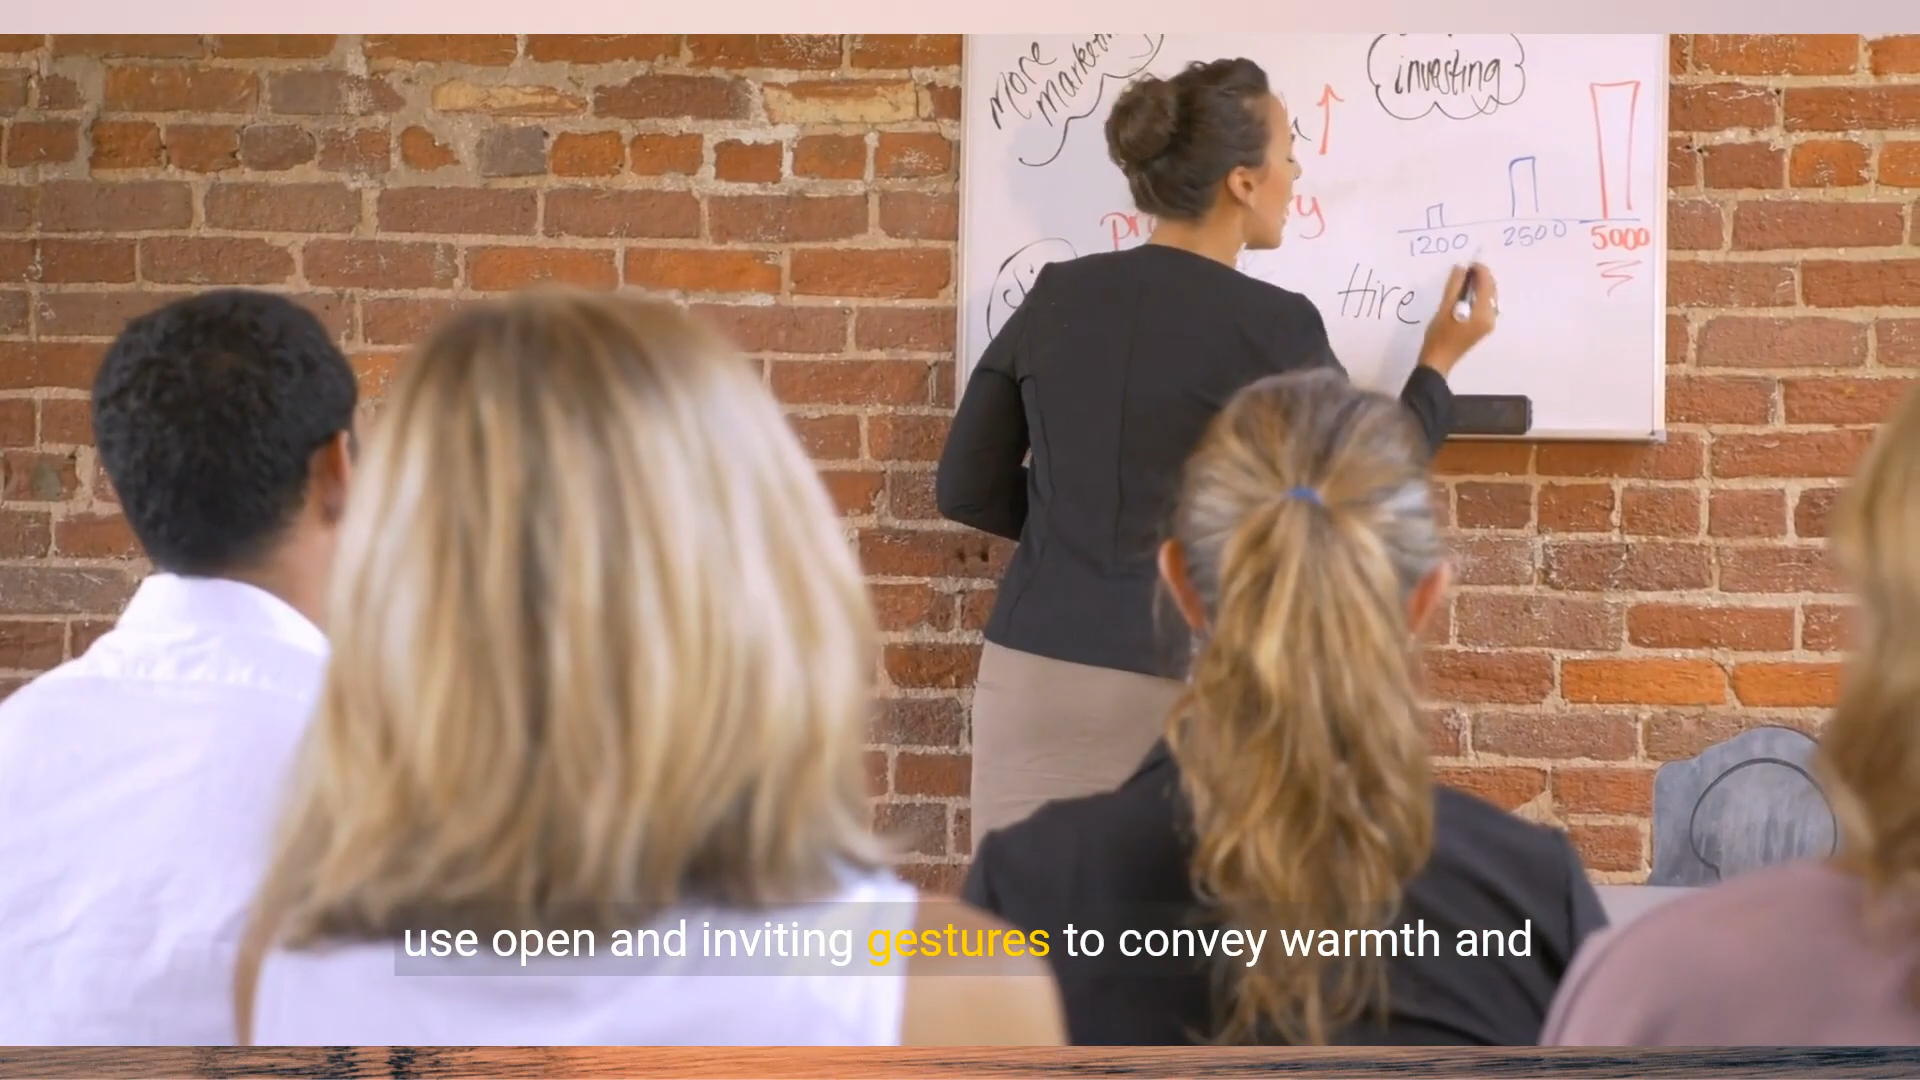 More
marketing
investing
1200 2500 5000
Hire
use open and inviting gestures to convey warmth and